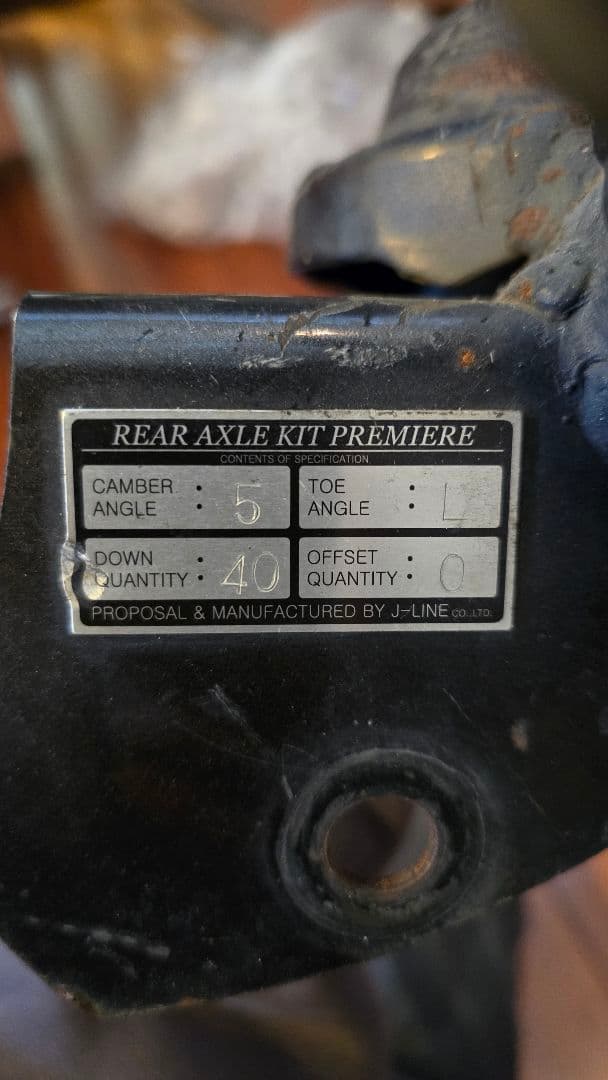 REAR AXLE KIT PREMIERE
CONTENTS OF SPECIFICATION
CAMBER ANGLE : 5
TOE ANGLE : L
DOWN QUANTITY : 40
OFFSET QUANTITY : 0
PROPOSAL & MANUFACTURED BY J-LINE CO.,LTD.